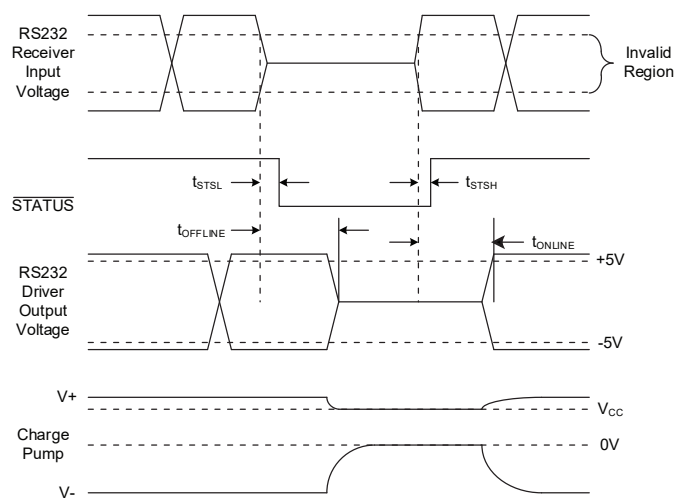 RS232
Receiver
Input
Voltage
Invalid
Region
tSTSL
tSTSH
STATUS
tOFFLINE
tONLINE
+5V
RS232
Driver
Output
Voltage
-5V
V+
VCC
Charge
Pump
0V
V-